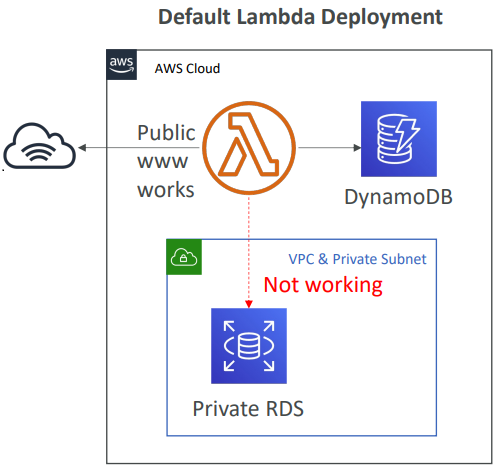 Default Lambda Deployment
aws
AWS Cloud
Public
www
works
DynamoDB
VPC & Private Subnet
Not working
Private RDS